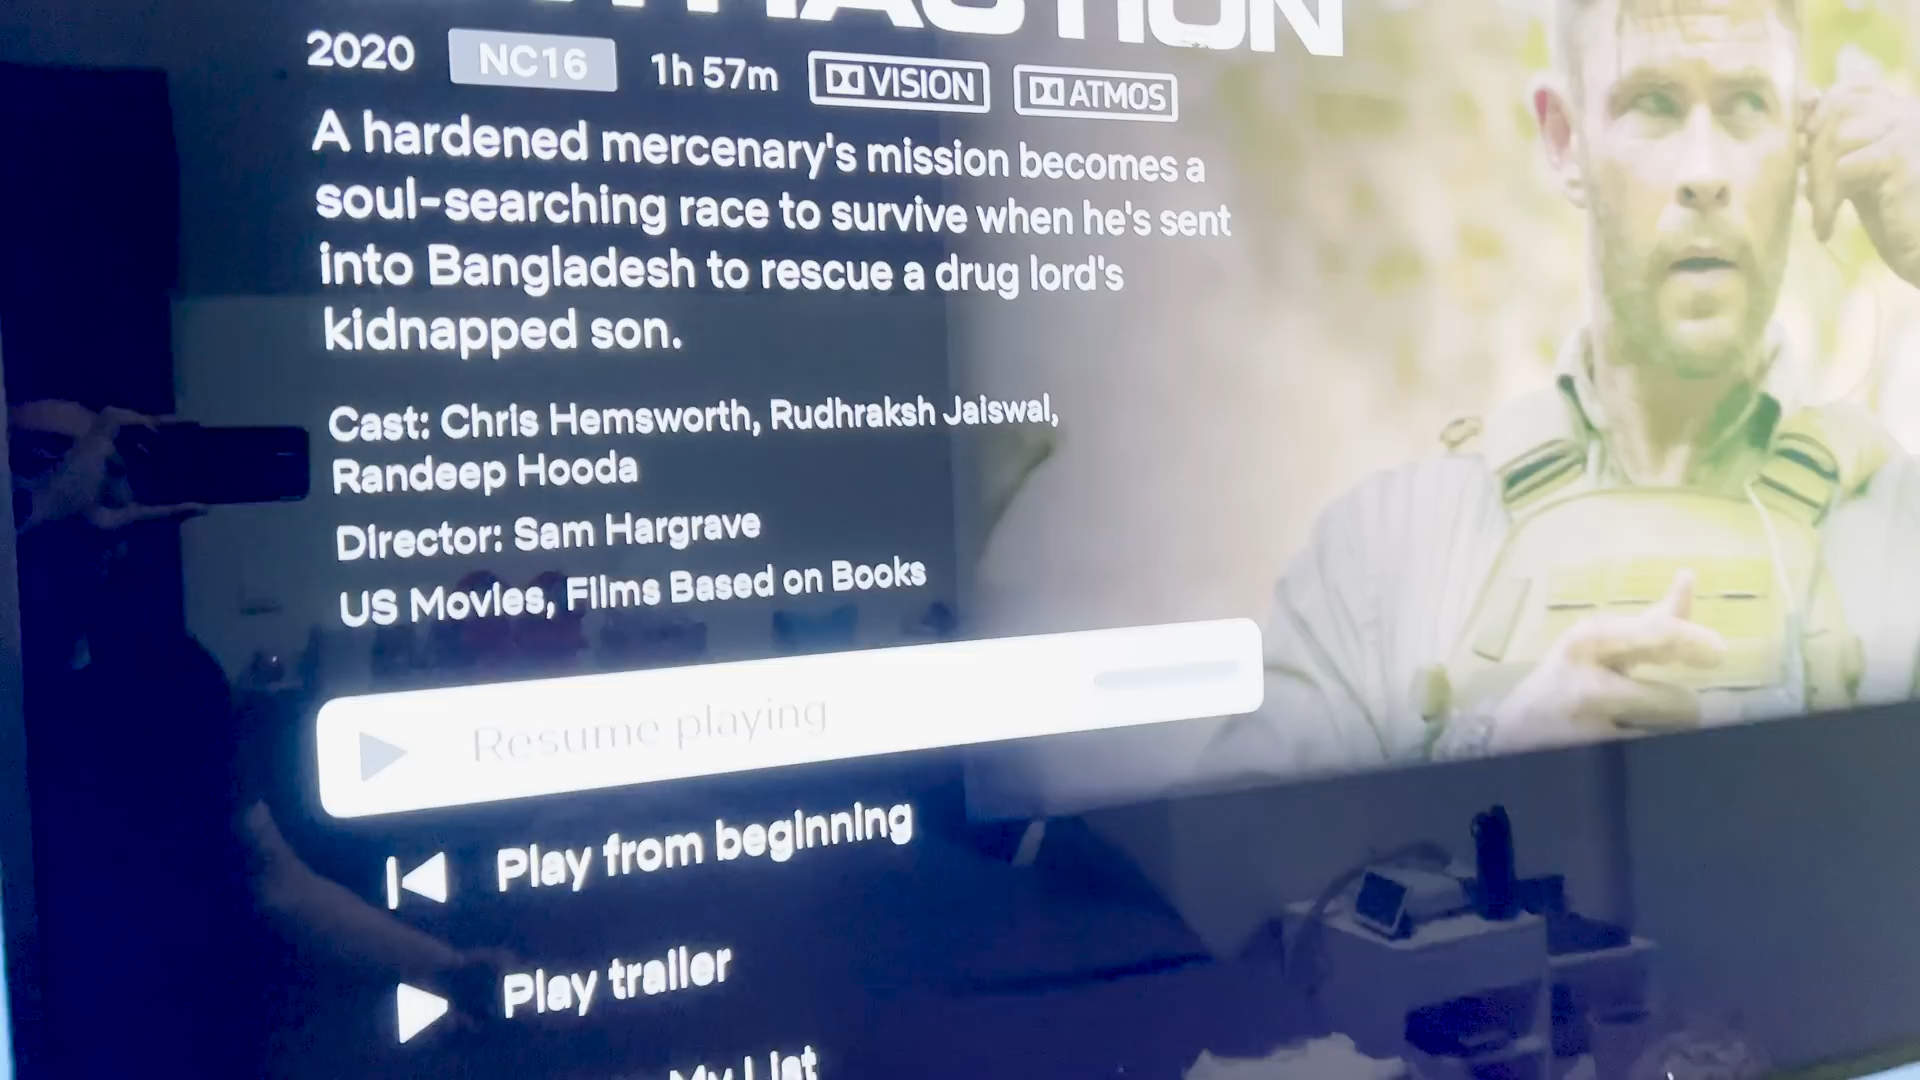 2020 NC16 1h 57m VISION ATMOS
A hardened mercenary's mission becomes a
soul-searching race to survive when he's sent
into Bangladesh to rescue a drug lord's
kidnapped son.
Cast: Chris Hemsworth, Rudhraksh Jaiswal,
Randeep Hooda
Director: Sam Hargrave
US Movies, Films Based on Books
Resume playing
Play from beginning
Play trailer
My List